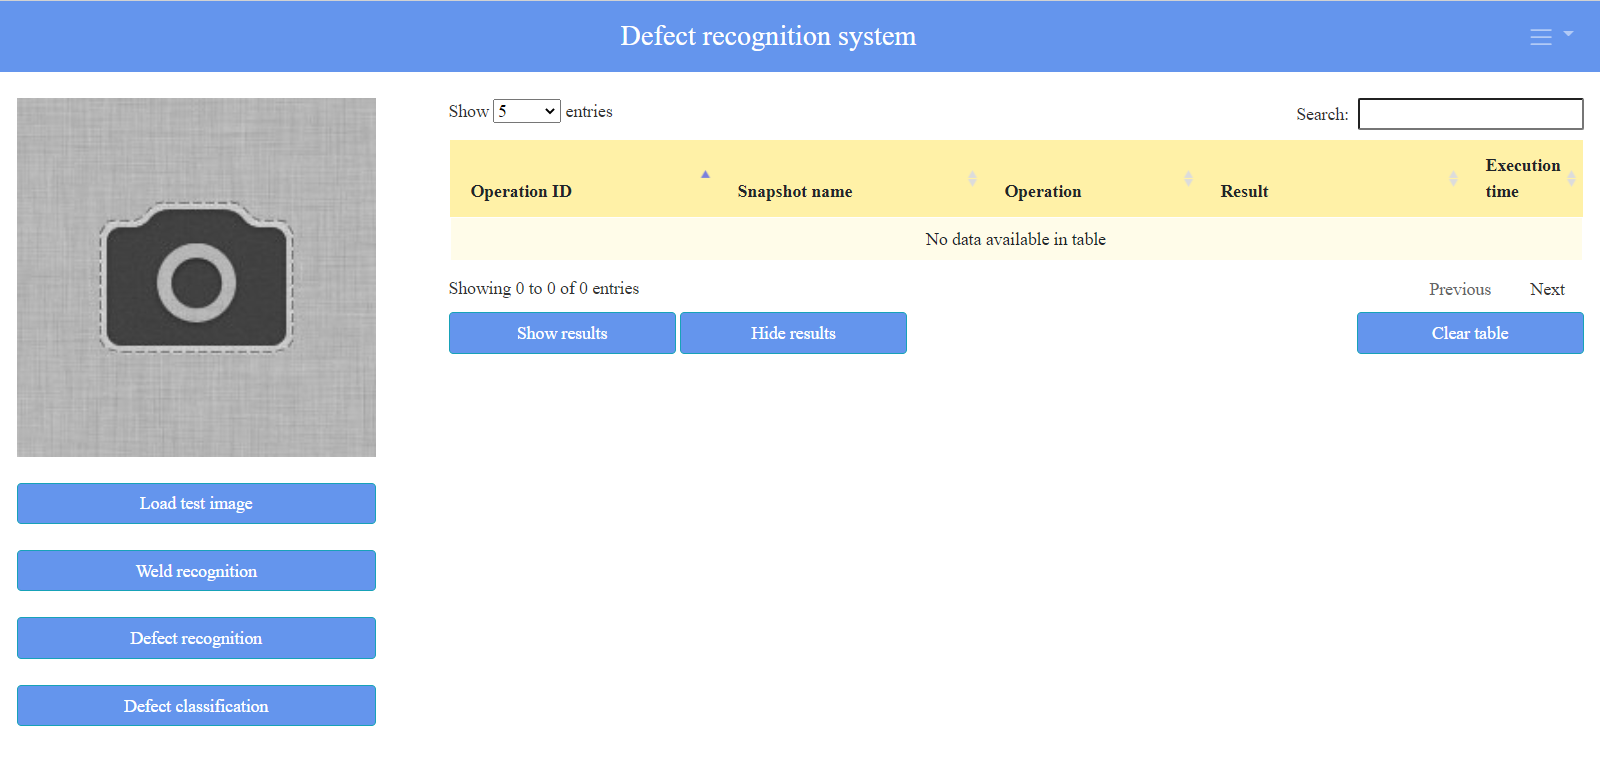 Defect recognition system
Show 5 entries
Search:
Operation ID
Snapshot name
Operation
Result
Execution
time
No data available in table
Showing 0 to 0 of 0 entries
Previous
Next
Show results
Hide results
Clear table
Load test image
Weld recognition
Defect recognition
Defect classification